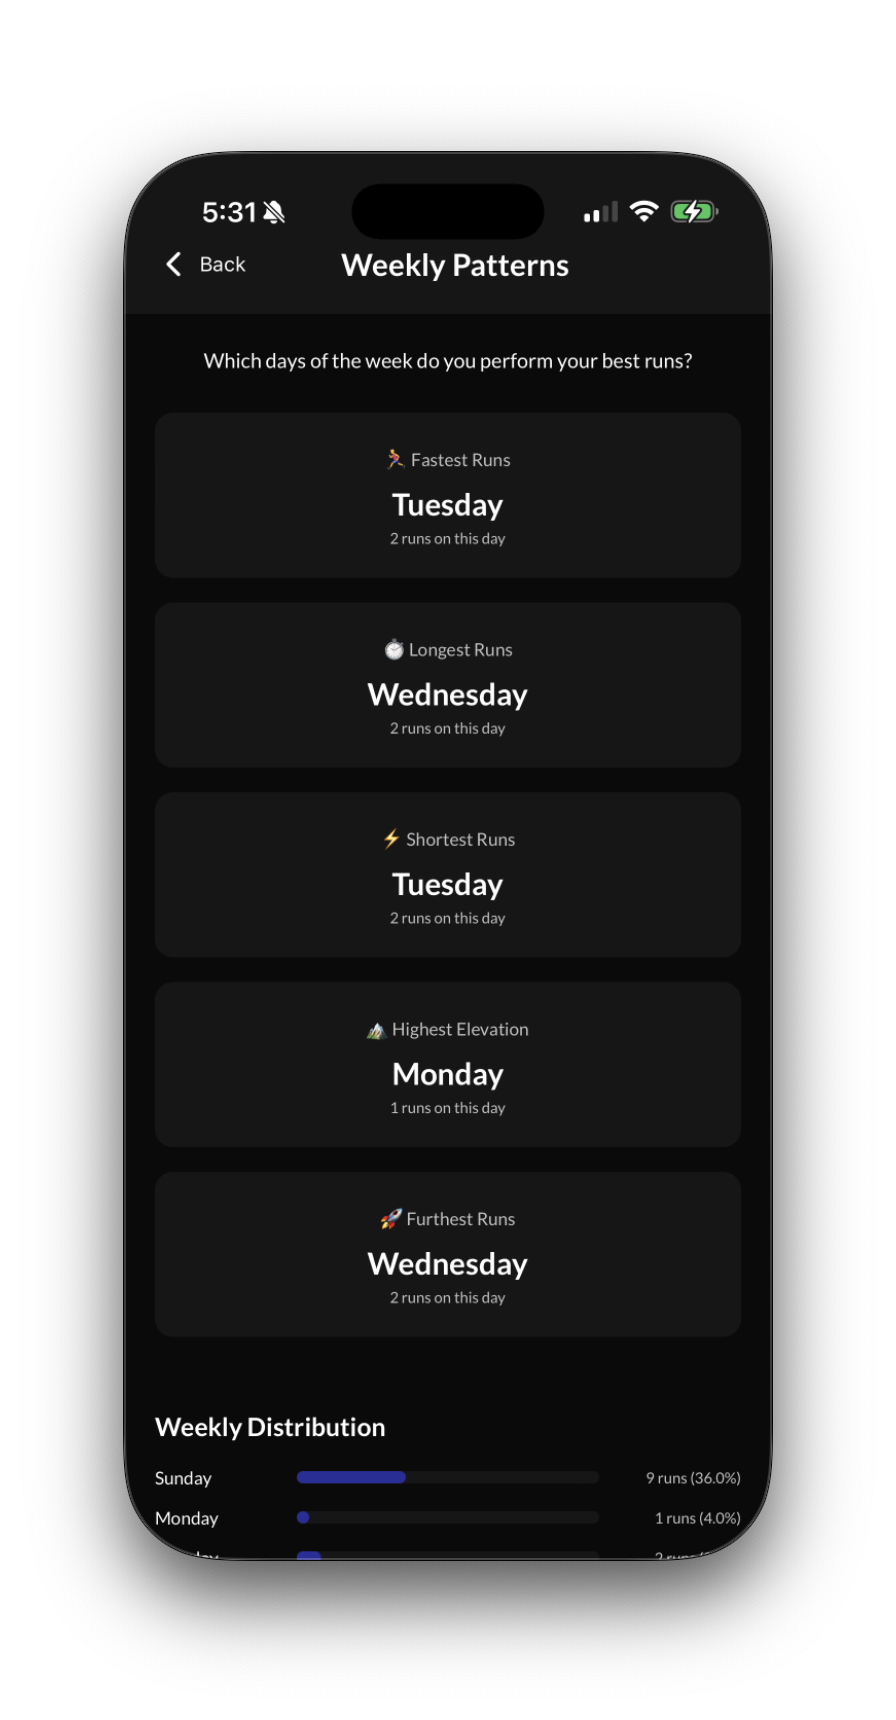 5:31
Back
Weekly Patterns
Which days of the week do you perform your best runs?
Fastest Runs
Tuesday
2 runs on this day
Longest Runs
Wednesday
2 runs on this day
Shortest Runs
Tuesday
2 runs on this day
Highest Elevation
Monday
1 runs on this day
Furthest Runs
Wednesday
2 runs on this day
Weekly Distribution
Sunday
9 runs (36.0%)
Monday
1 runs (4.0%)